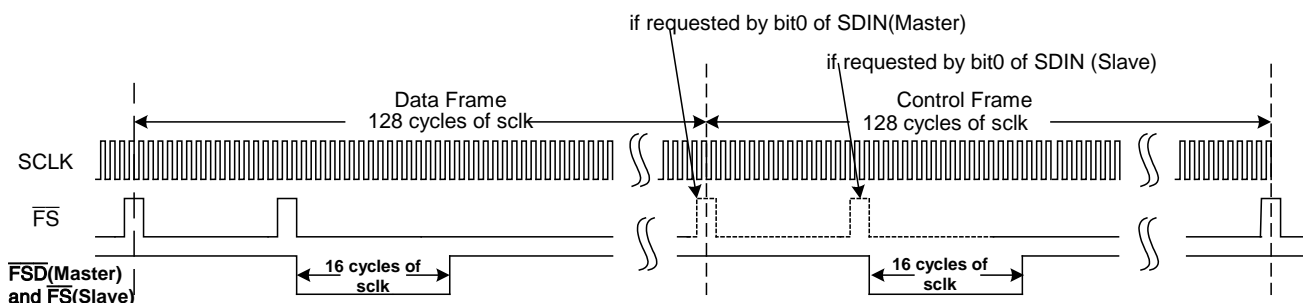 if requested by bit0 of SDIN(Master)
if requested by bit0 of SDIN (Slave)
Data Frame
128 cycles of sclk
Control Frame
128 cycles of sclk
SCLK
FS
FSD(Master)
and FS(Slave)
16 cycles of
sclk
16 cycles of
sclk